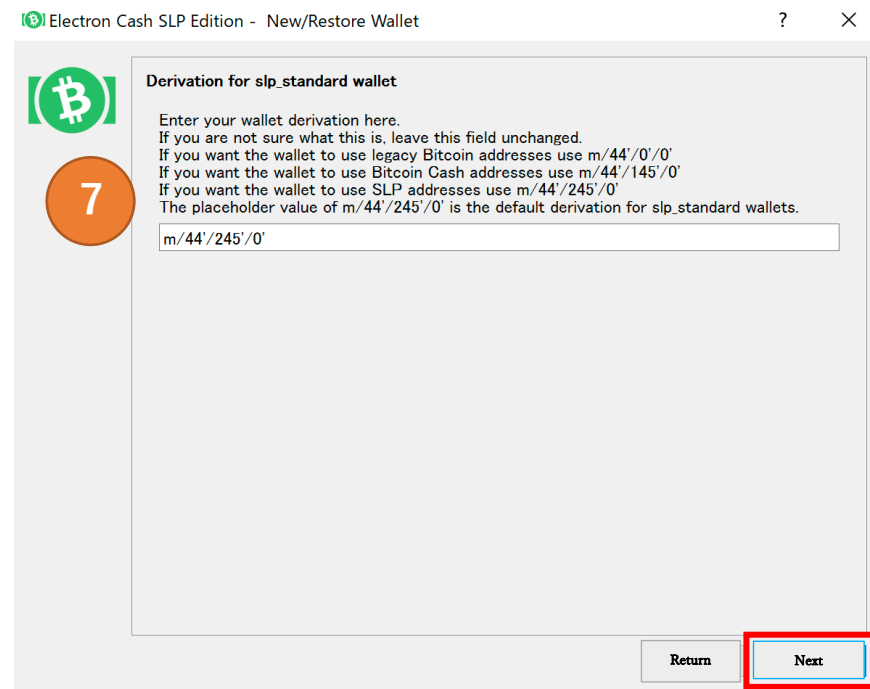 Electron Cash SLP Edition - New/Restore Wallet
?
Derivation for slp_standard wallet
Enter your wallet derivation here.
If you are not sure what this is, leave this field unchanged.
If you want the wallet to use legacy Bitcoin addresses use m/44'/0'/0'
If you want the wallet to use Bitcoin Cash addresses use m/44'/145'/0'
If you want the wallet to use SLP addresses use m/44'/245'/0'
The placeholder value of m/44'/245'/0' is the default derivation for slp_standard wallets.
7
m/44'/245'/0'
Return
Next